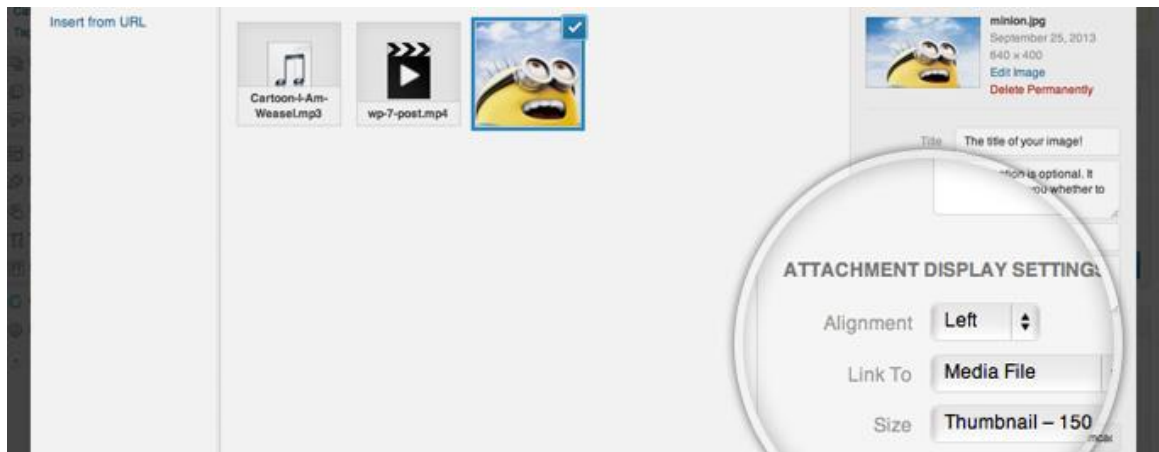 Insert from URL
Cartoon-I-Am-
Weasel.mp3
wp-7-post.mp4
minion.jpg
September 25, 2013
640 × 400
Edit Image
Delete Permanently
Title
The title of your image!
is optional. It
you whether to
ATTACHMENT DISPLAY SETTINGS
Alignment
Left
Link To
Media File
Size
Thumbnail – 150